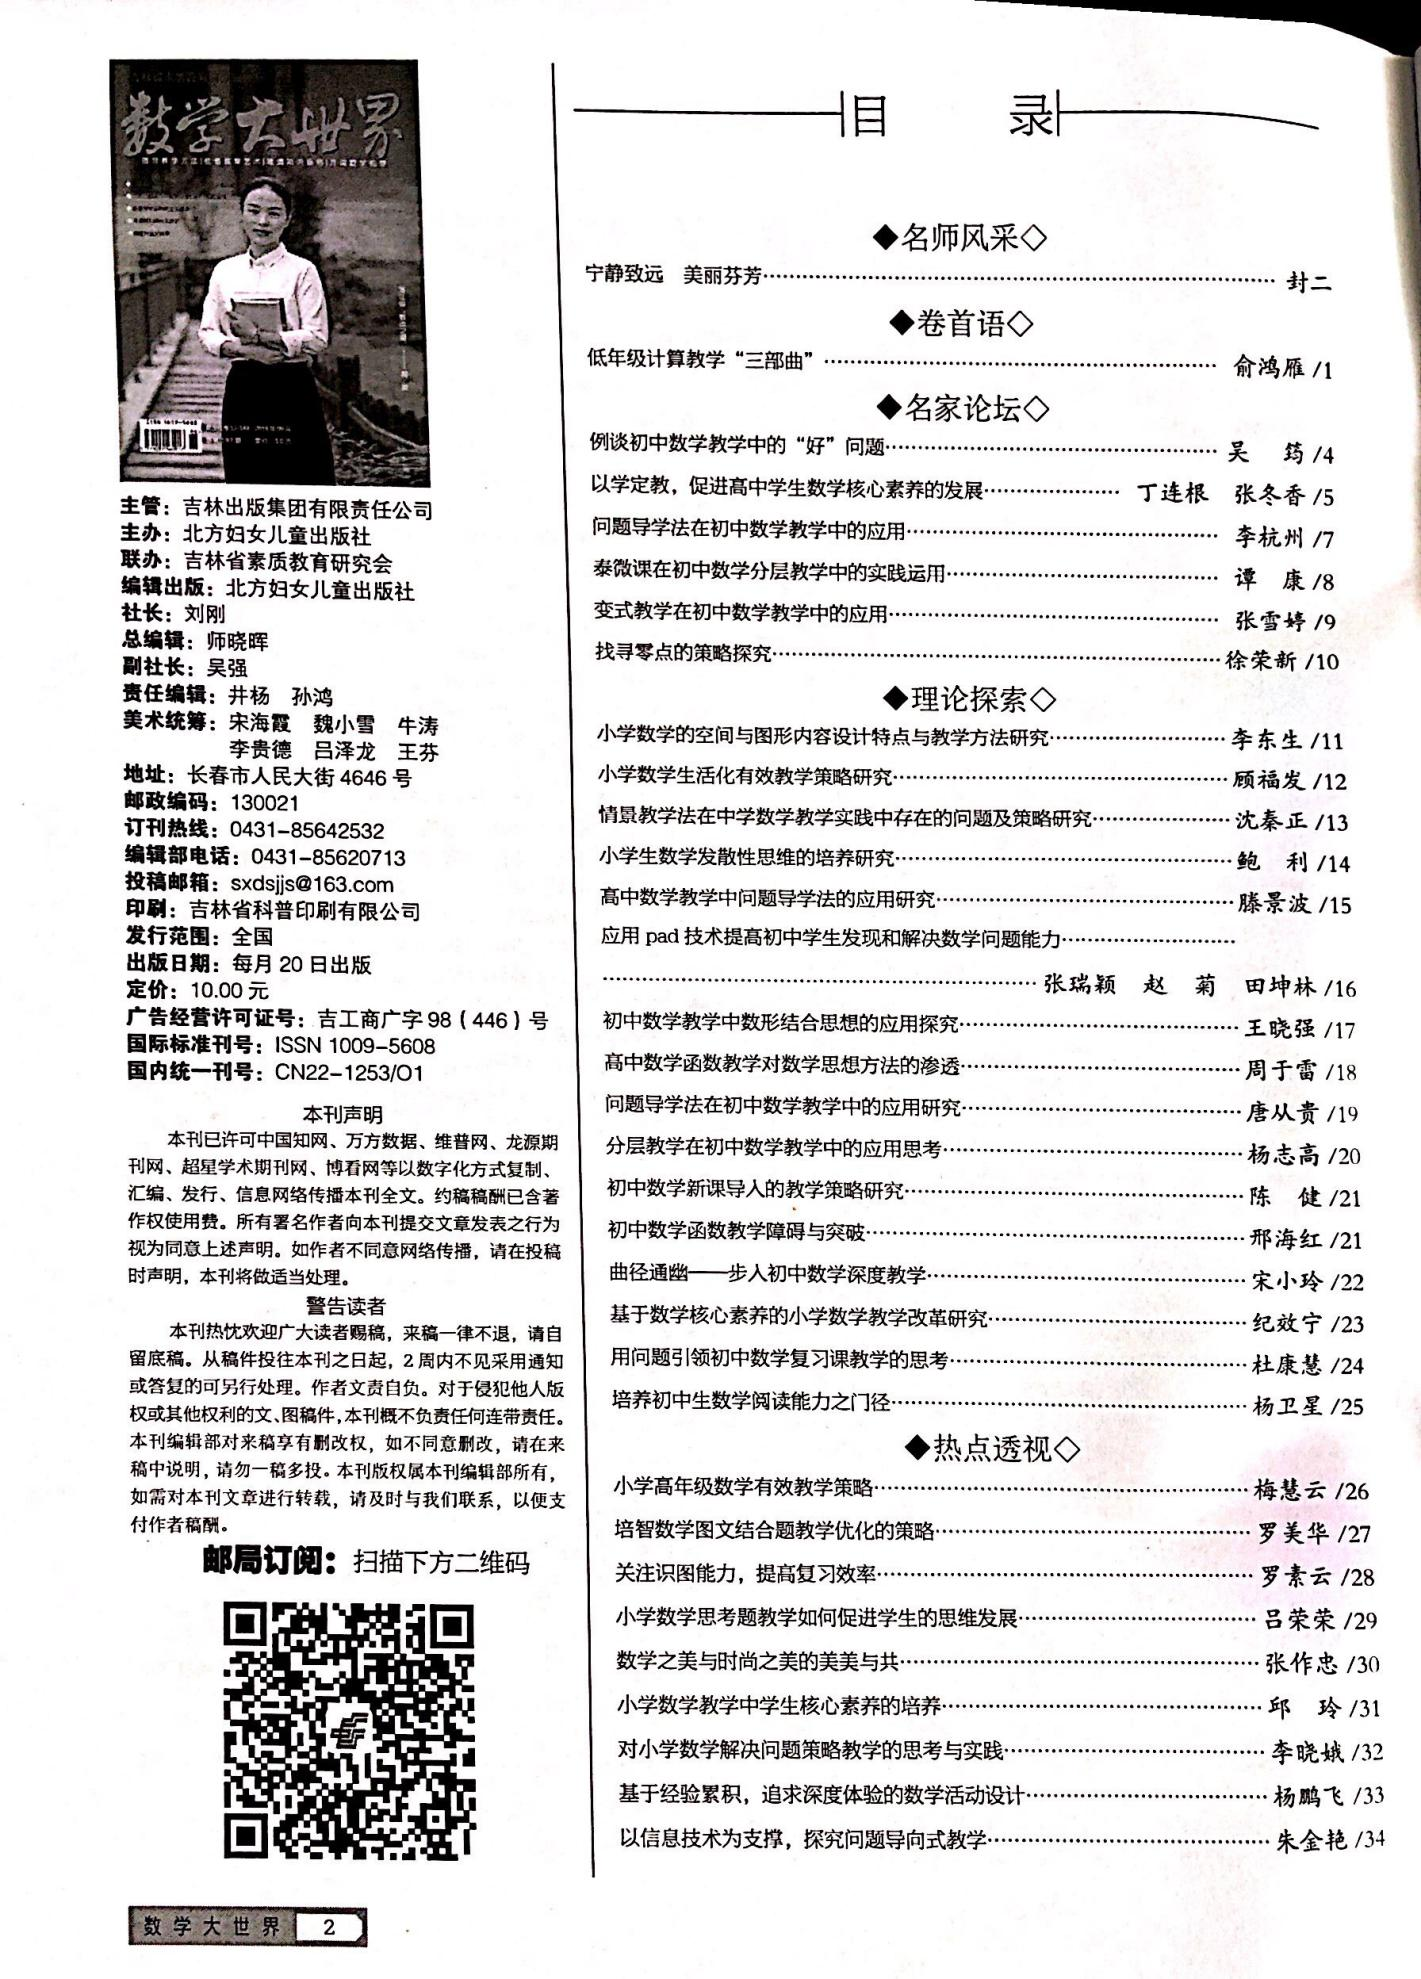 数学大世界
主管：吉林出版集团有限责任公司
主办：北方妇女儿童出版社
联办：吉林省素质教育研究会
编辑出版：北方妇女儿童出版社
社长：刘刚
总编辑：师晓晖
副社长：吴强
责任编辑：井杨　孙鸿
美术统筹：宋海霞　魏小雪　牛涛
李贵德　吕泽龙　王芬
地址：长春市人民大街 4646 号
邮政编码：130021
订刊热线：0431-85642532
编辑部电话：0431-85620713
投稿邮箱：sxdsjjs@163.com
印刷：吉林省科普印刷有限公司
发行范围：全国
出版日期：每月 20 日出版
定价：10.00 元
广告经营许可证号：吉工商广字 98（446）号
国际标准刊号：ISSN 1009-5608
国内统一刊号：CN22-1253/O1
本刊声明
本刊已许可中国知网、万方数据、维普网、龙源期
刊网、超星学术期刊网、博看网等以数字化方式复制、
汇编、发行、信息网络传播本刊全文。约稿稿酬已含著
作权使用费。所有署名作者向本刊提交文章发表之行为
视为同意上述声明。如作者不同意网络传播，请在投稿
时声明，本刊将做适当处理。
警告读者
本刊热忱欢迎广大读者赐稿，来稿一律不退，请自
留底稿。从稿件投往本刊之日起，2 周内不见采用通知
或答复的可另行处理。作者文责自负。对于侵犯他人版
权或其他权利的文、图稿件，本刊概不负责任何连带责任。
本刊编辑部对来稿享有删改权，如不同意删改，请在来
稿中说明，请勿一稿多投。本刊版权属本刊编辑部所有，
如需对本刊文章进行转载，请及时与我们联系，以便支
付作者稿酬。
邮局订阅：扫描下方二维码
数学大世界 2
目　录
◆名师风采◇
宁静致远　美丽芬芳……封二
◆卷首语◇
低年级计算教学“三部曲”……俞鸿雁 /1
◆名家论坛◇
例谈初中数学教学中的“好”问题……吴　筠 /4
以学定教，促进高中学生数学核心素养的发展……丁连根　张冬香 /5
问题导学法在初中数学教学中的应用……李杭州 /7
泰微课在初中数学分层教学中的实践运用……谭　康 /8
变式教学在初中数学教学中的应用……张雪婷 /9
找寻零点的策略探究……徐荣新 /10
◆理论探索◇
小学数学的空间与图形内容设计特点与教学方法研究……李东生 /11
小学数学生活化有效教学策略研究……顾福发 /12
情景教学法在中学数学教学实践中存在的问题及策略研究……沈秦正 /13
小学生数学发散性思维的培养研究……鲍　利 /14
高中数学教学中问题导学法的应用研究……滕景波 /15
应用 pad 技术提高初中学生发现和解决数学问题能力……
……张瑞颖　赵　菊　田坤林 /16
初中数学教学中数形结合思想的应用探究……王晓强 /17
高中数学函数教学对数学思想方法的渗透……周于雷 /18
问题导学法在初中数学教学中的应用研究……唐从贵 /19
分层教学在初中数学教学中的应用思考……杨志高 /20
初中数学新课导入的教学策略研究……陈　健 /21
初中数学函数教学障碍与突破……邢海红 /21
曲径通幽——步入初中数学深度教学……宋小玲 /22
基于数学核心素养的小学数学教学改革研究……纪效宁 /23
用问题引领初中数学复习课教学的思考……杜康慧 /24
培养初中生数学阅读能力之门径……杨卫星 /25
◆热点透视◇
小学高年级数学有效教学策略……梅慧云 /26
培智数学图文结合题教学优化的策略……罗美华 /27
关注识图能力，提高复习效率……罗素云 /28
小学数学思考题教学如何促进学生的思维发展……吕荣荣 /29
数学之美与时尚之美的美美与共……张作忠 /30
小学数学教学中学生核心素养的培养……邱　玲 /31
对小学数学解决问题策略教学的思考与实践……李晓娥 /32
基于经验累积，追求深度体验的数学活动设计……杨鹏飞 /33
以信息技术为支撑，探究问题导向式教学……朱金艳 /34